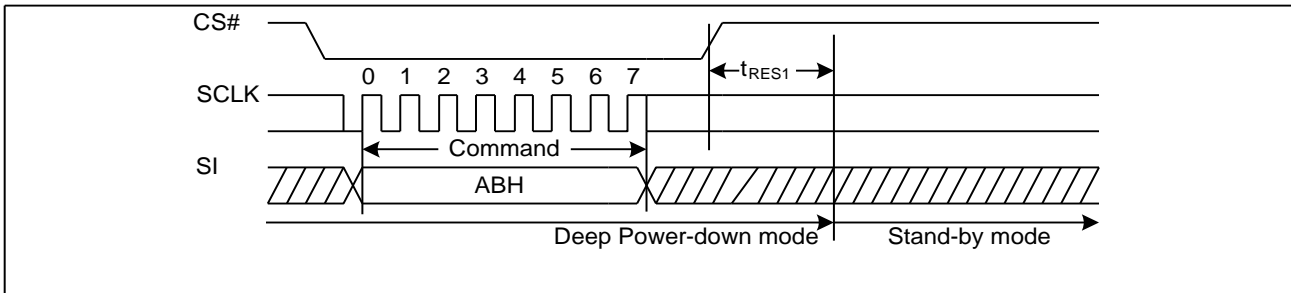 CS#
tRES1
0 1 2 3 4 5 6 7
SCLK
Command
SI
ABH
Deep Power-down mode Stand-by mode